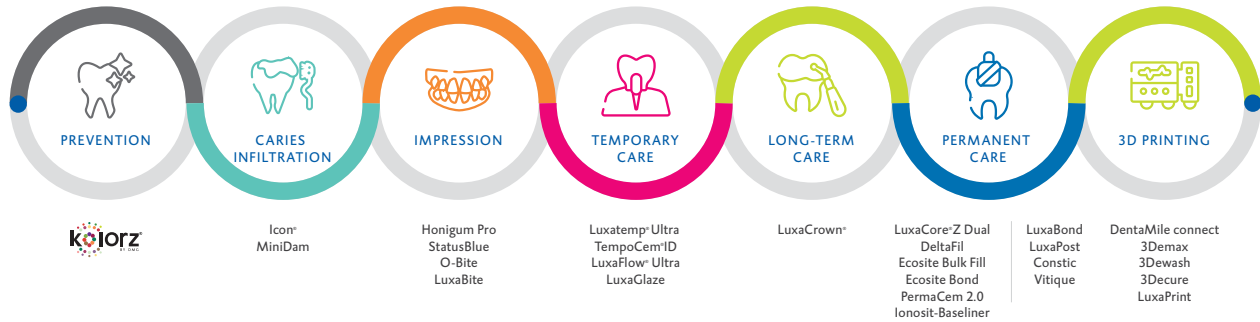 PREVENTION
CARIES
INFILTRATION
IMPRESSION
TEMPORARY
CARE
LONG-TERM
CARE
PERMANENT
CARE
3D PRINTING
kolorz®
BY DMG
Icon®
MiniDam
Honigum Pro
StatusBlue
O-Bite
LuxaBite
Luxatemp® Ultra
TempoCem®ID
LuxaFlow® Ultra
LuxaGlaze
LuxaCrown®
LuxaCore®Z Dual
DeltaFil
Ecosite Bulk Fill
Ecosite Bond
PermaCem 2.0
Ionosit-Baseliner
LuxaBond
LuxaPost
Constic
Vitique
DentaMile connect
3Demax
3Dewash
3Decure
LuxaPrint